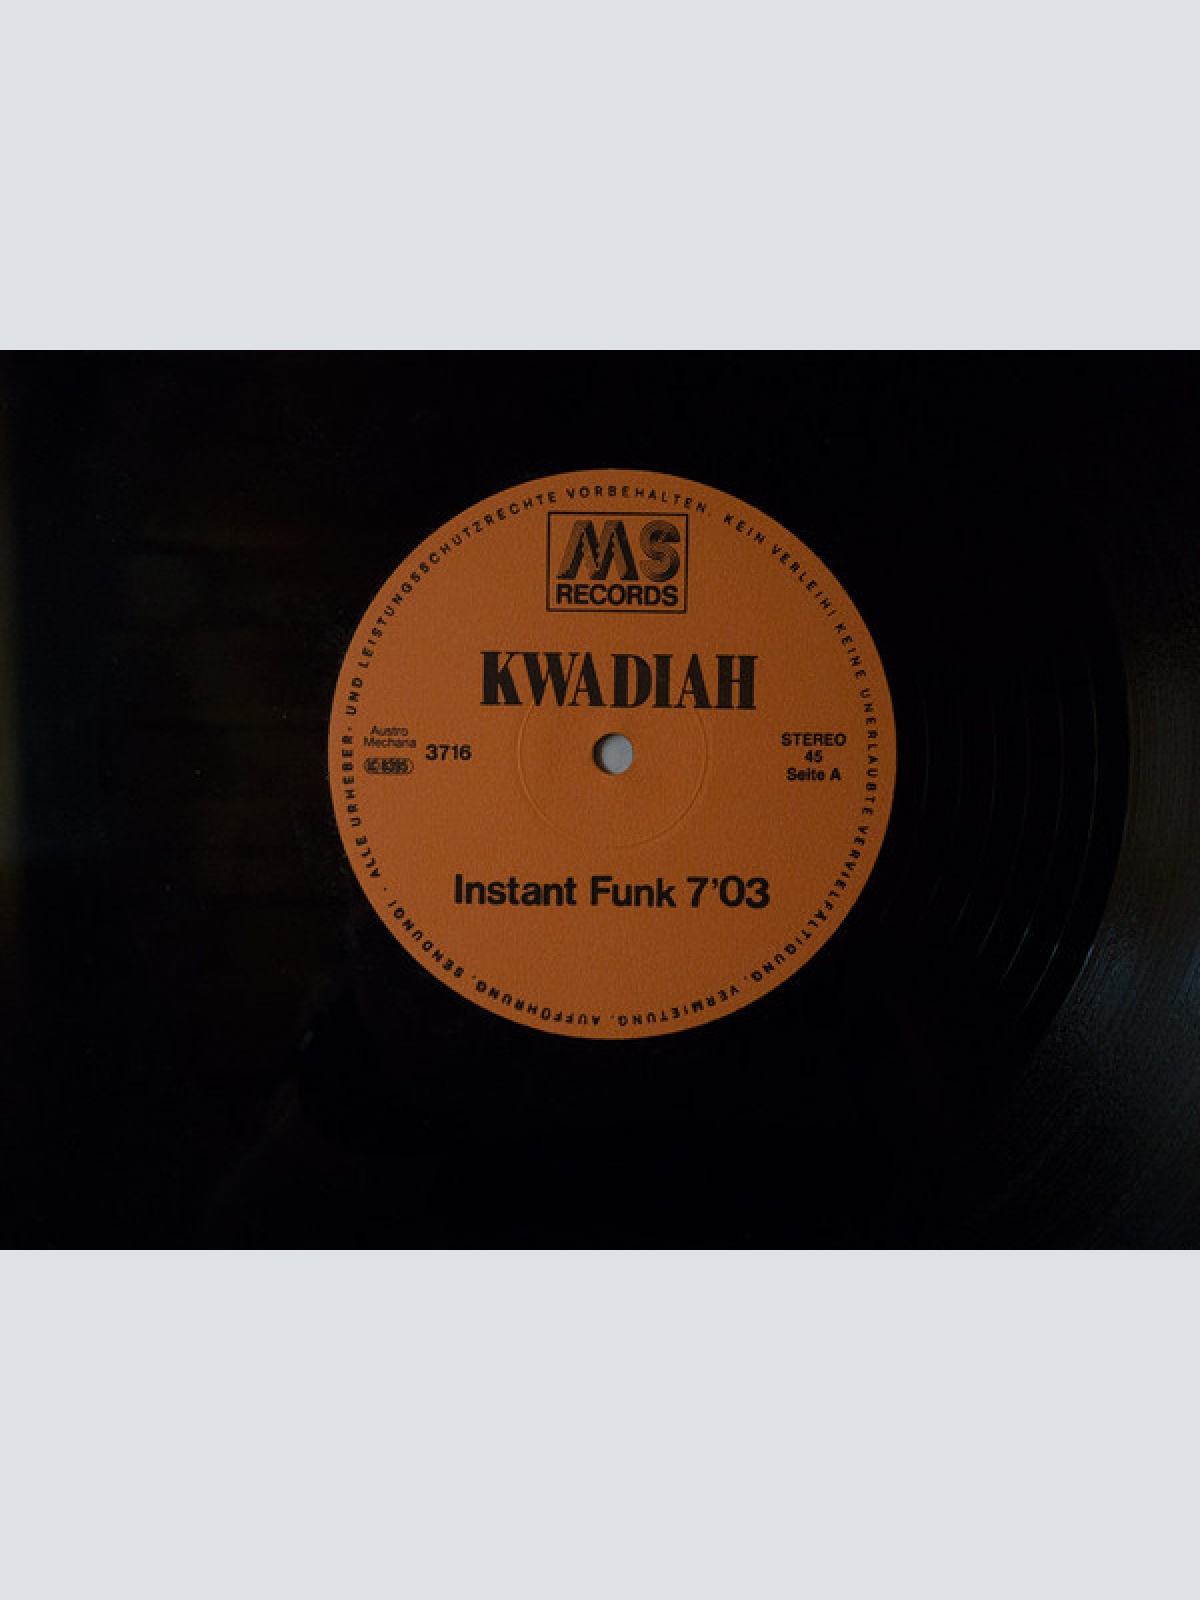 ALLE URHEBER- UND LEISTUNGSSCHUTZRECHTE VORBEHALTEN. KEIN VERLEIH! KEINE UNERLAUBTE VERVIELFÄLTIGUNG, VERMIETUNG, AUFFÜHRUNG, SENDUNG! ·
MS
RECORDS
KWADIAH
Austro
Mechana
3716
STEREO
45
Seite A
Instant Funk 7'03